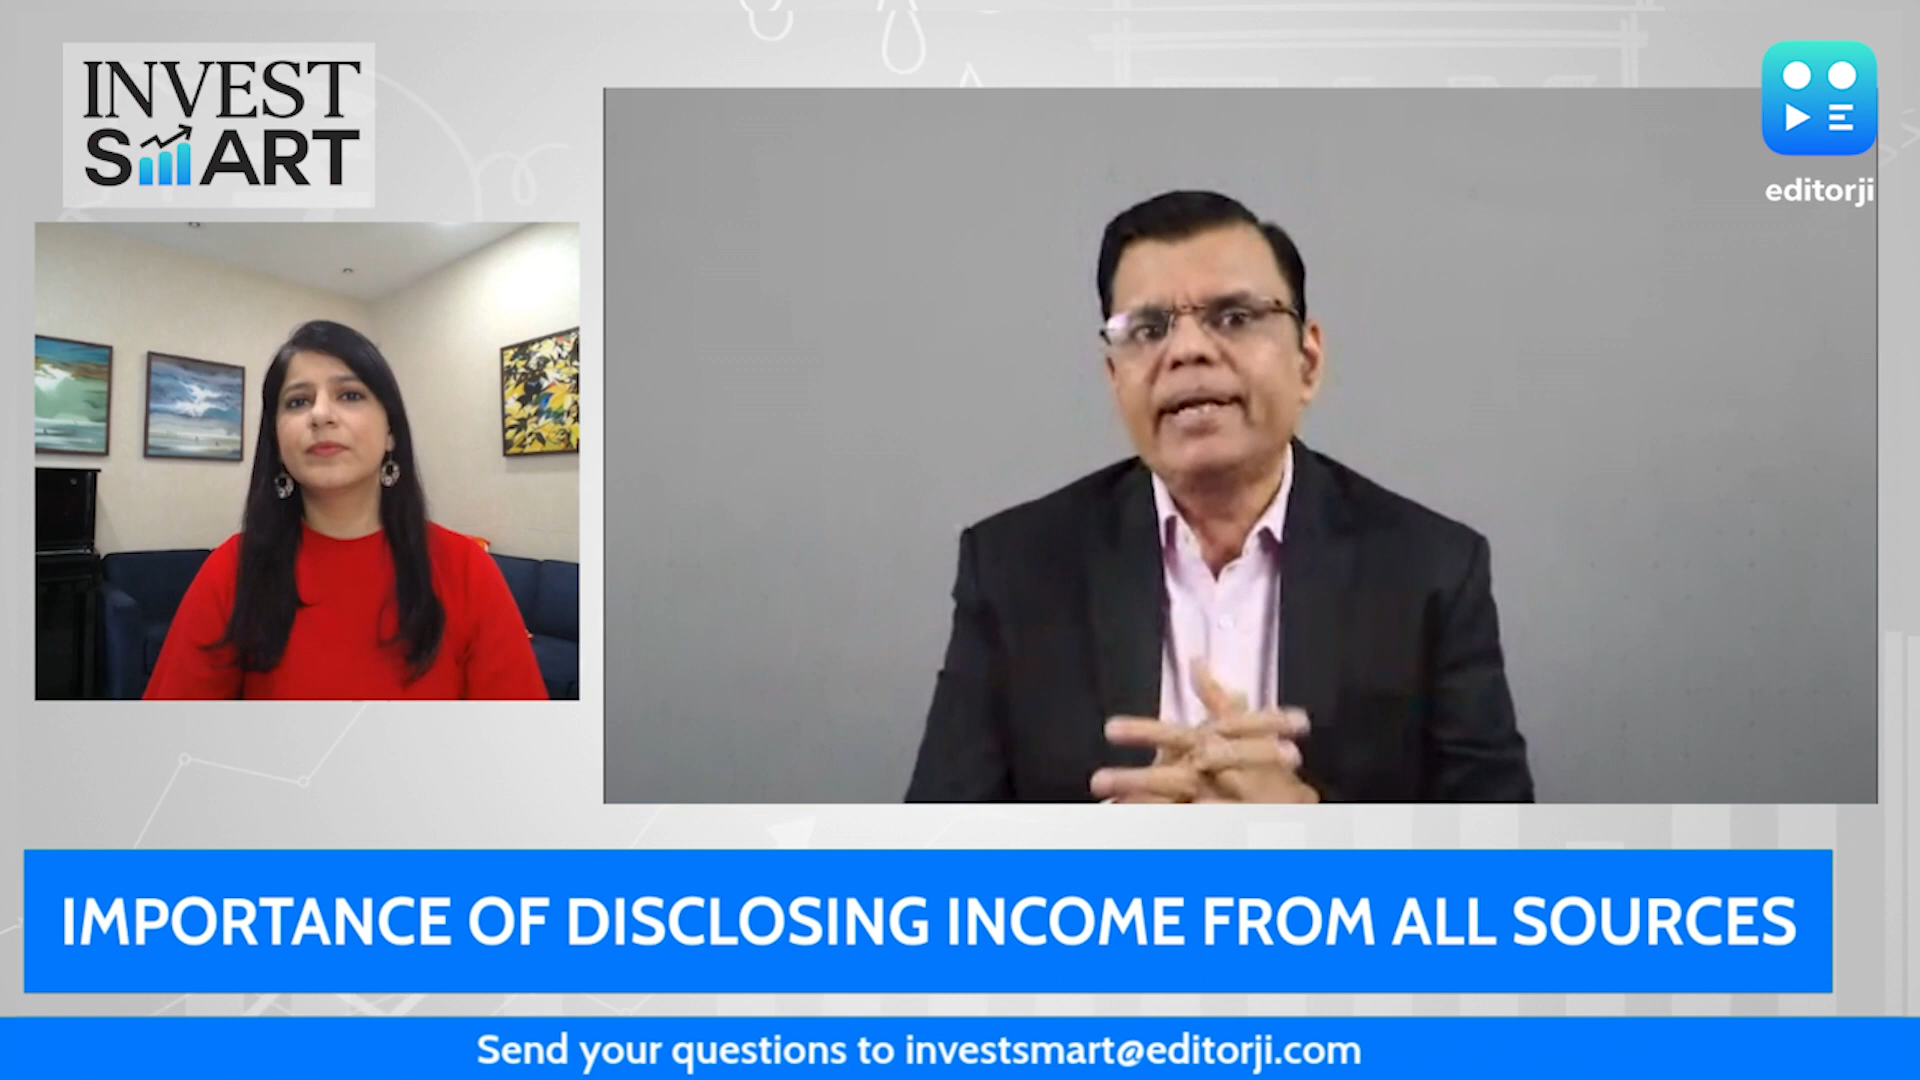 INVEST
SMART
editorji
IMPORTANCE OF DISCLOSING INCOME FROM ALL SOURCES
Send your questions to investsmart@editorji.com